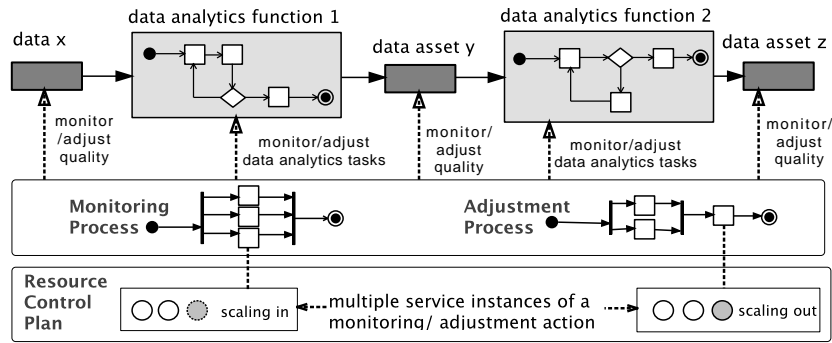 data x
data analytics function 1
data asset y
data analytics function 2
data asset z
monitor
/adjust
quality
monitor/adjust
data analytics tasks
monitor/
adjust
quality
monitor/adjust
data analytics tasks
monitor/
adjust
quality
Monitoring
Process
Adjustment
Process
Resource
Control
Plan
scaling in
multiple service instances of a
monitoring/ adjustment action
scaling out